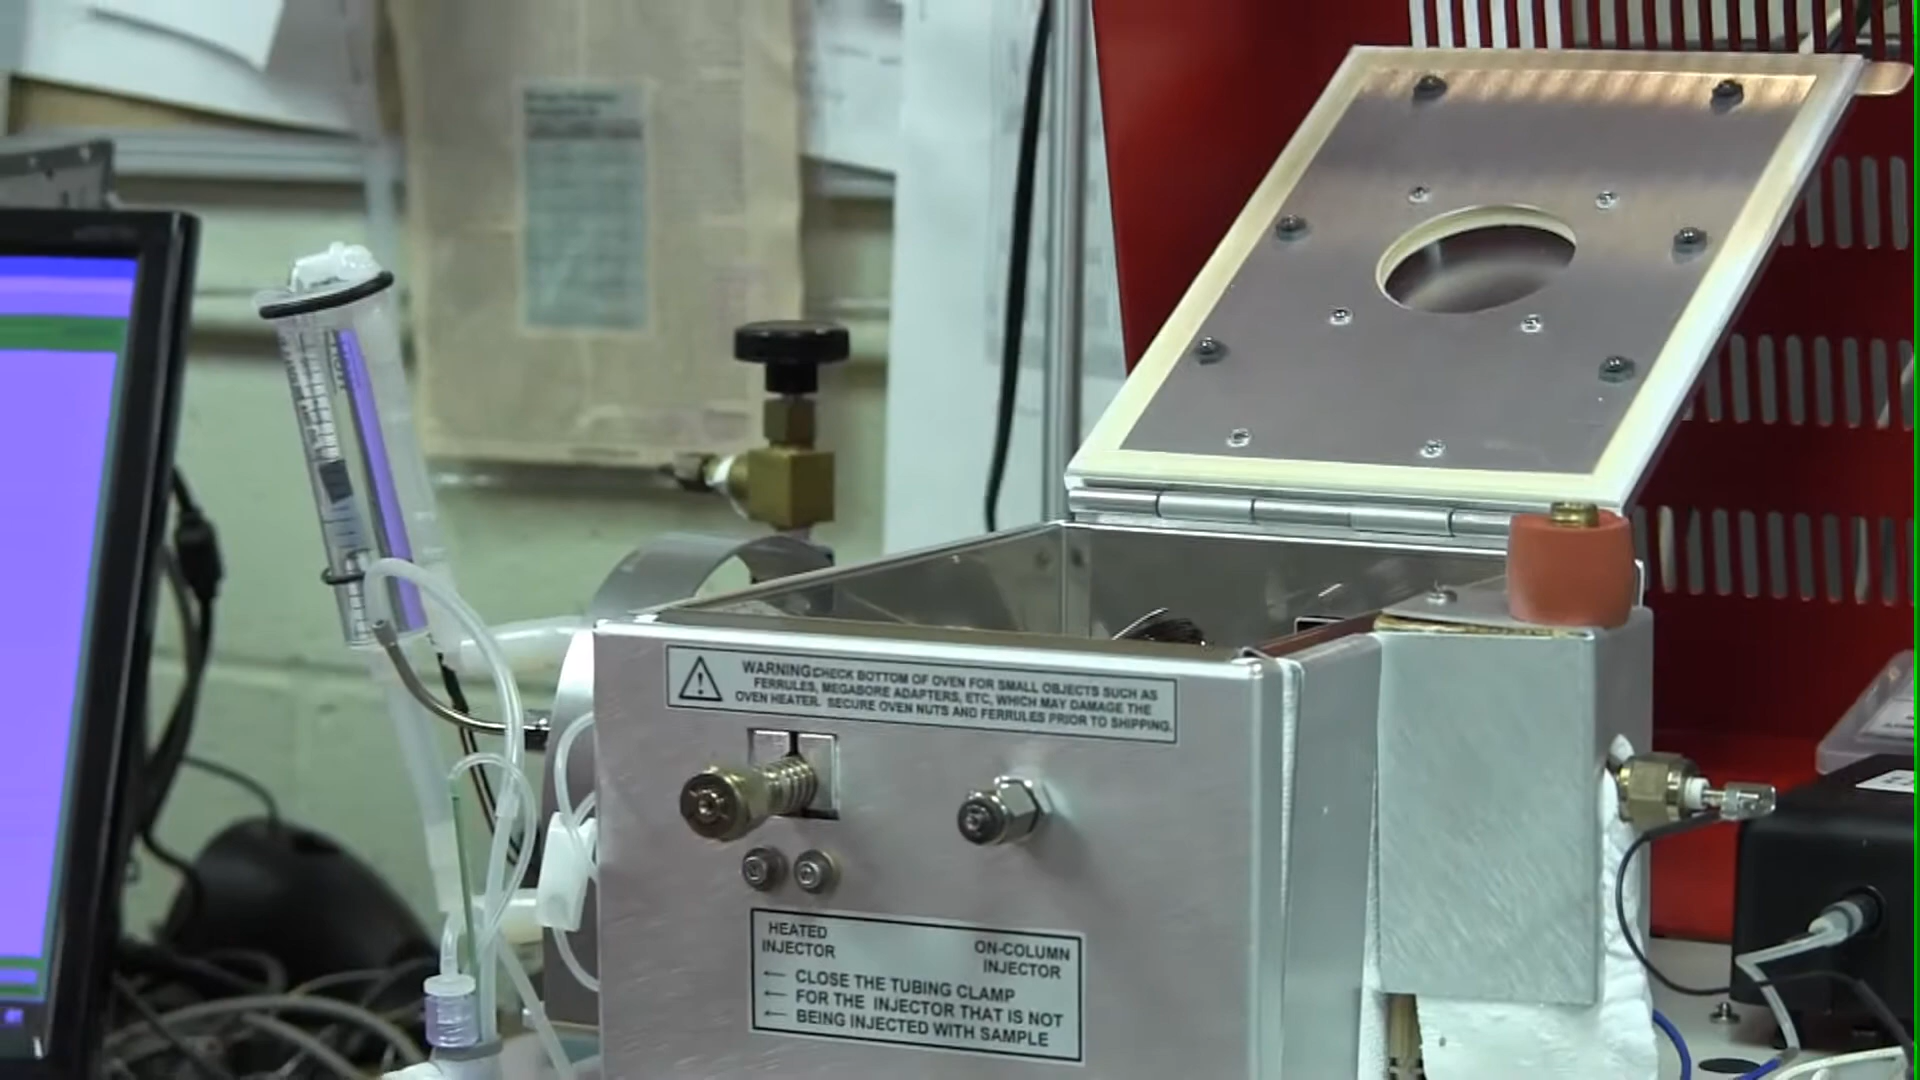 WARNING:CHECK BOTTOM OF OVEN FOR SMALL OBJECTS SUCH AS
FERRULES, MEGABORE ADAPTERS, ETC, WHICH MAY DAMAGE THE
OVEN HEATER. SECURE OVEN NUTS AND FERRULES PRIOR TO SHIPPING.
HEATED
INJECTOR
ON-COLUMN
INJECTOR
← CLOSE THE TUBING CLAMP
← FOR THE INJECTOR THAT IS NOT
← BEING INJECTED WITH SAMPLE